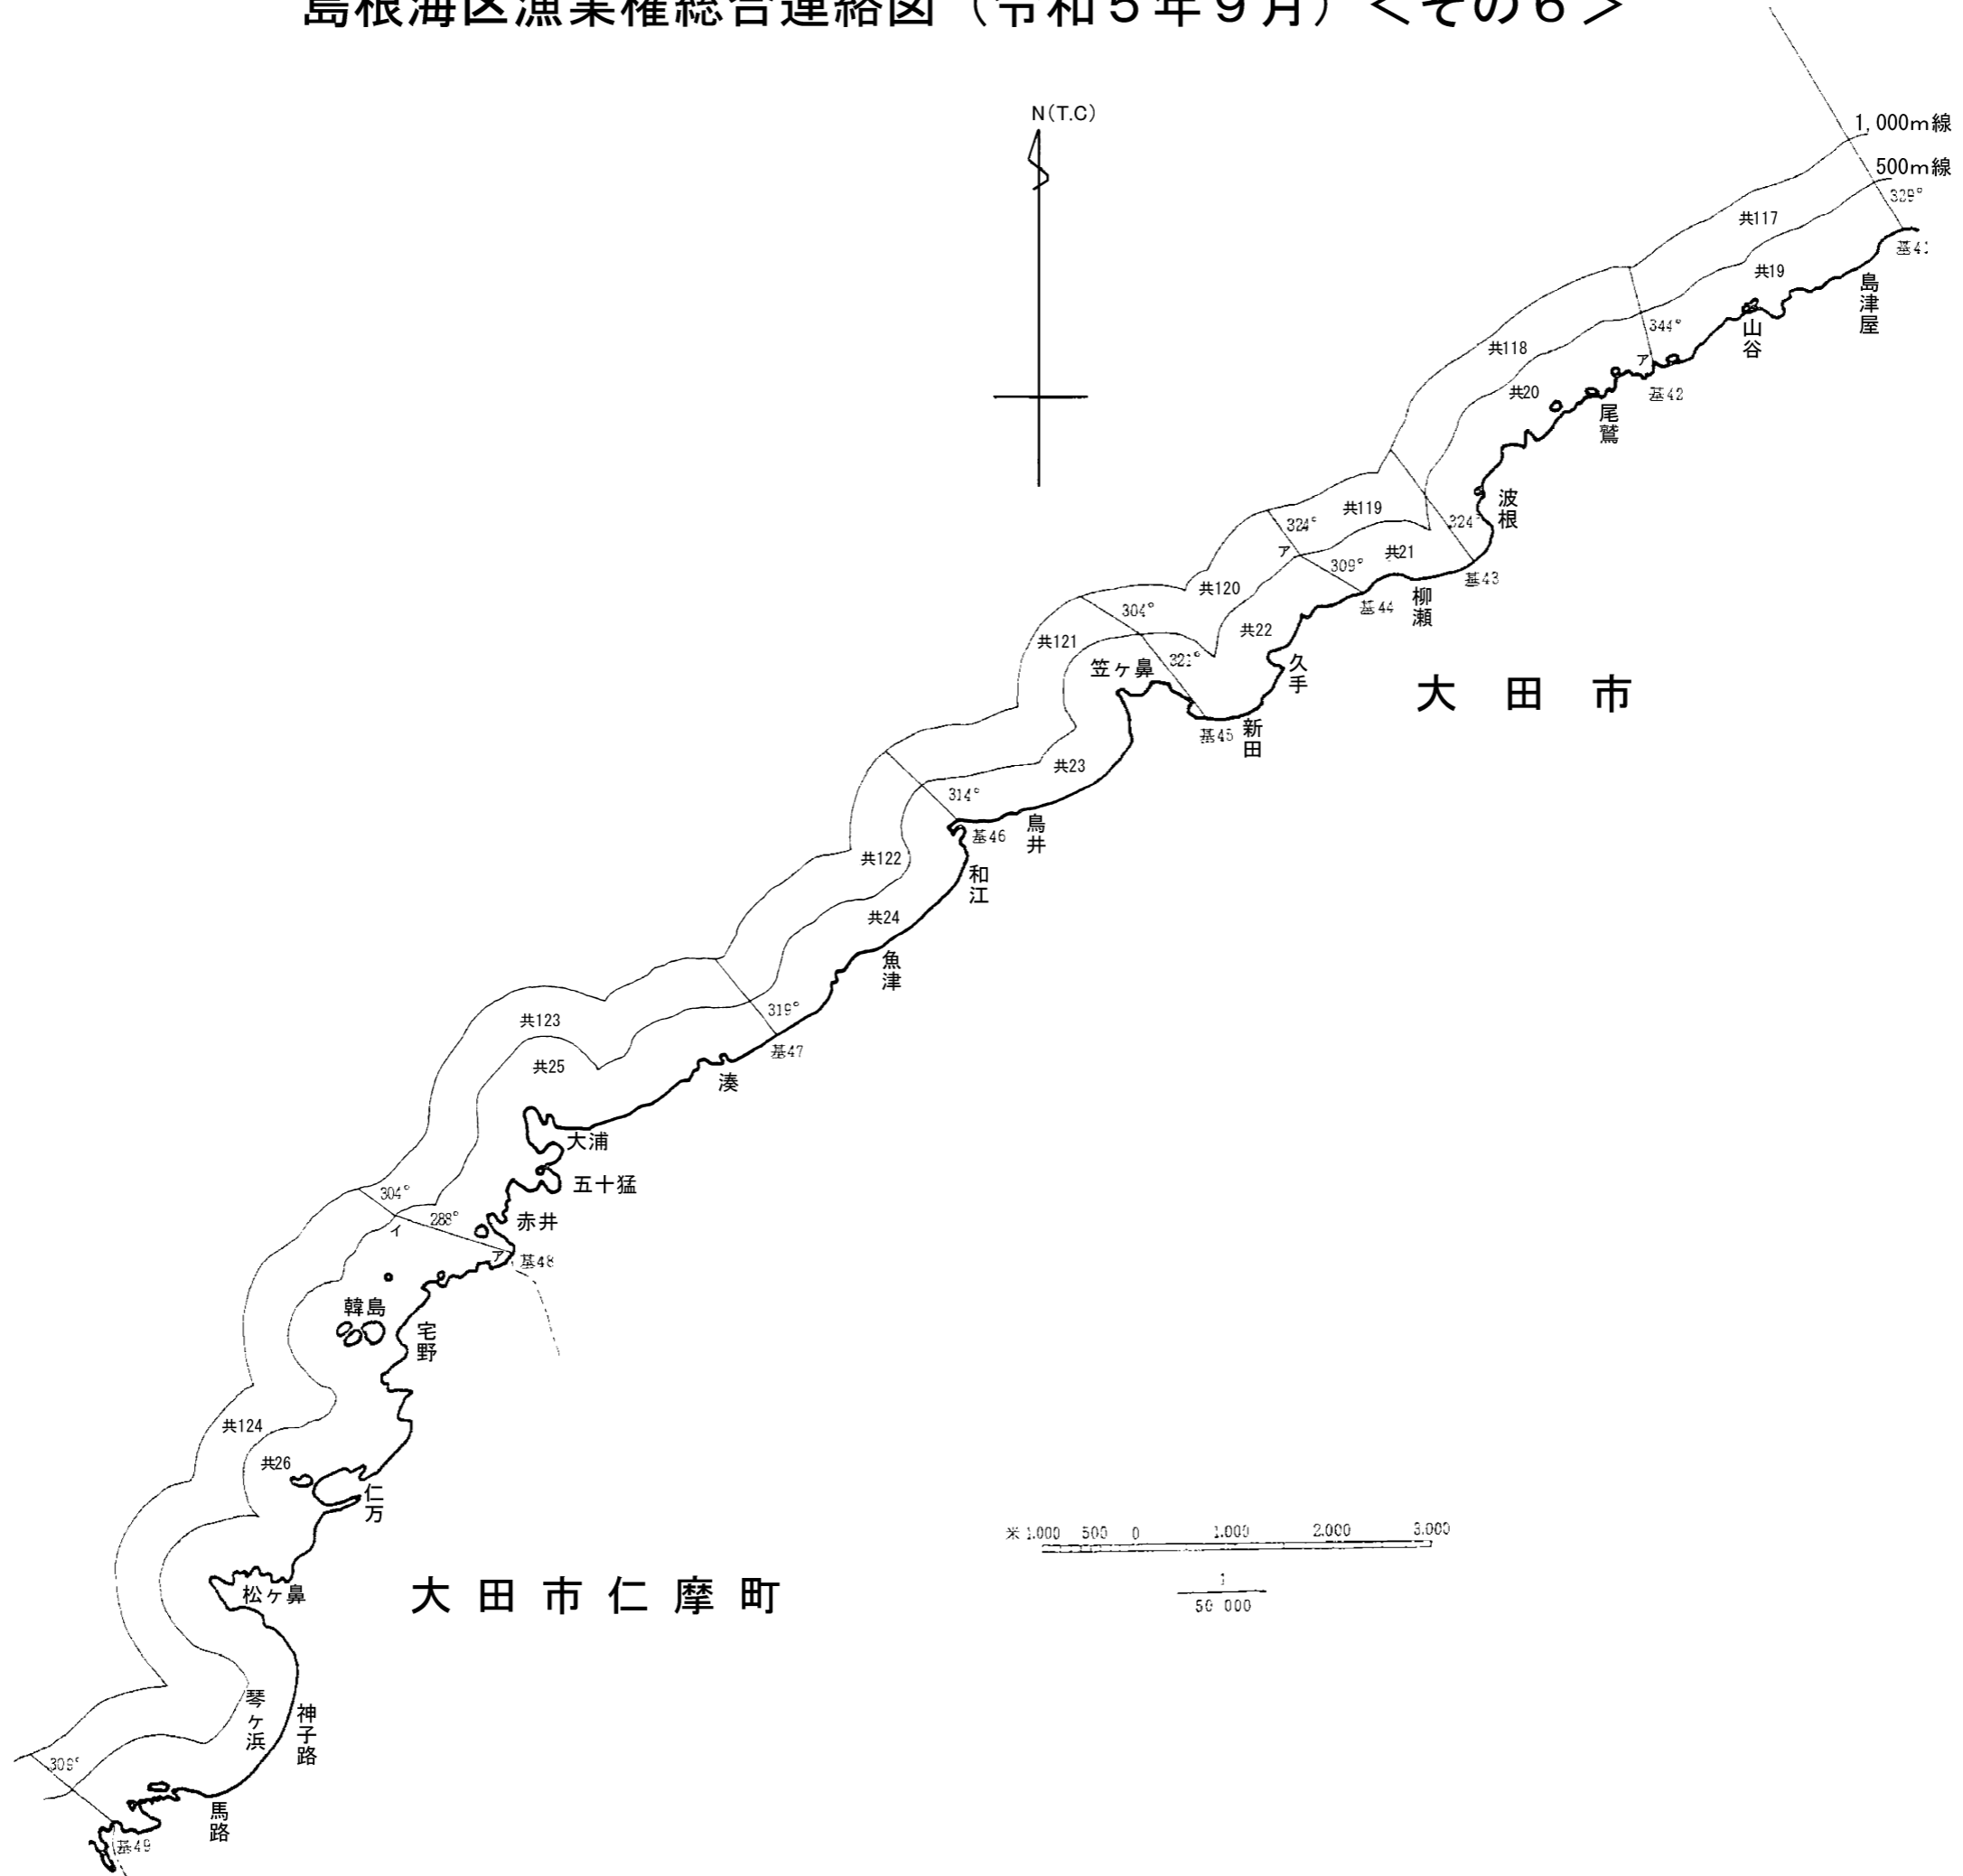 島根海区漁業権総合連絡図（令和５年９月）＜その６＞
N(T.C)
1,000m線
500m線
329°
共117
共19
基41
島津屋
山谷
344°
ア
基42
共118
共20
尾鷲
波根
324°
基43
共119
共21
324°
ア
309°
基44
柳瀬
共120
共22
久手
304°
321°
共121
笠ヶ鼻
基45
新田
大田市
共23
314°
基46
鳥井
和江
共122
共24
魚津
319°
基47
湊
共123
共25
大浦
五十猛
赤井
304°
288°
イ
ア
基48
韓島
宅野
共124
共26
仁万
松ヶ鼻
大田市仁摩町
琴ヶ浜
神子路
馬路
309°
基49
米 1.000 500 0 1.000 2.000 3.000
1
50 000